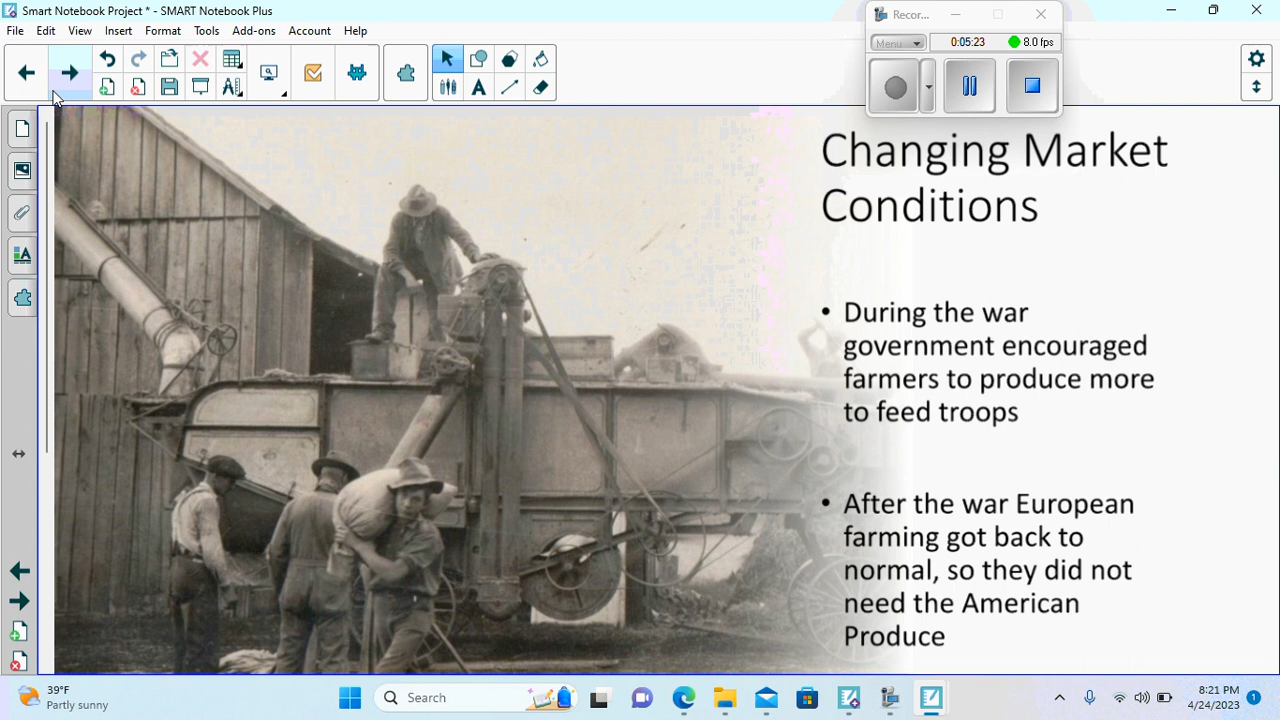 Smart Notebook Project * - SMART Notebook Plus
Recor...
File Edit View Insert Format Tools Add-ons Account Help
Menu 0:05:23 8.0 fps
Changing Market
Conditions
• During the war
government encouraged
farmers to produce more
to feed troops
• After the war European
farming got back to
normal, so they did not
need the American
Produce
39°F
Partly sunny
Search
8:21 PM
4/24/2023
1